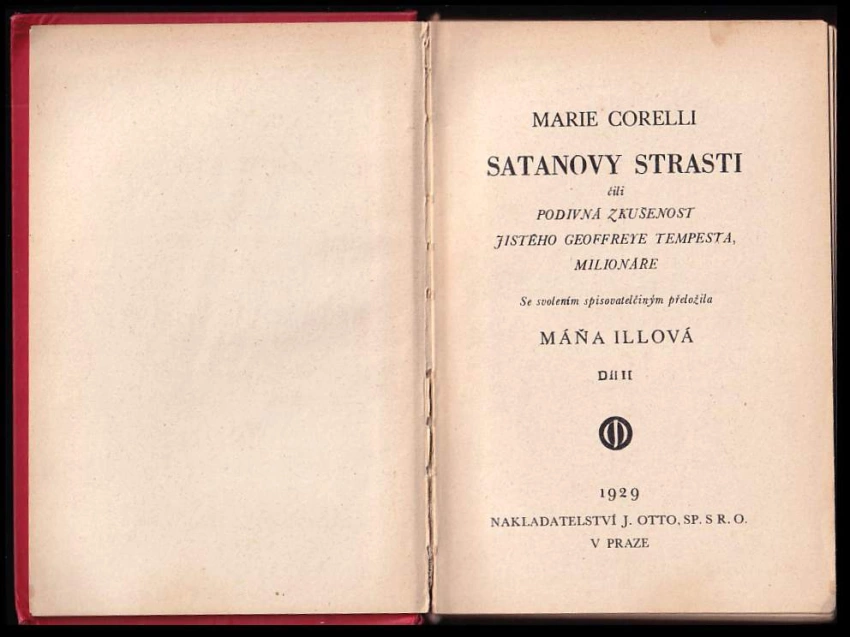 MARIE CORELLI
SATANOVY STRASTI
čili
PODIVNÁ ZKUŠENOST
JISTÉHO GEOFFREYE TEMPESTA,
MILIONÁŘE
Se svolením spisovatelčiným přeložila
MÁŇA ILLOVÁ
Díl II
1929
NAKLADATELSTVÍ J. OTTO, SP. S R. O.
V PRAZE